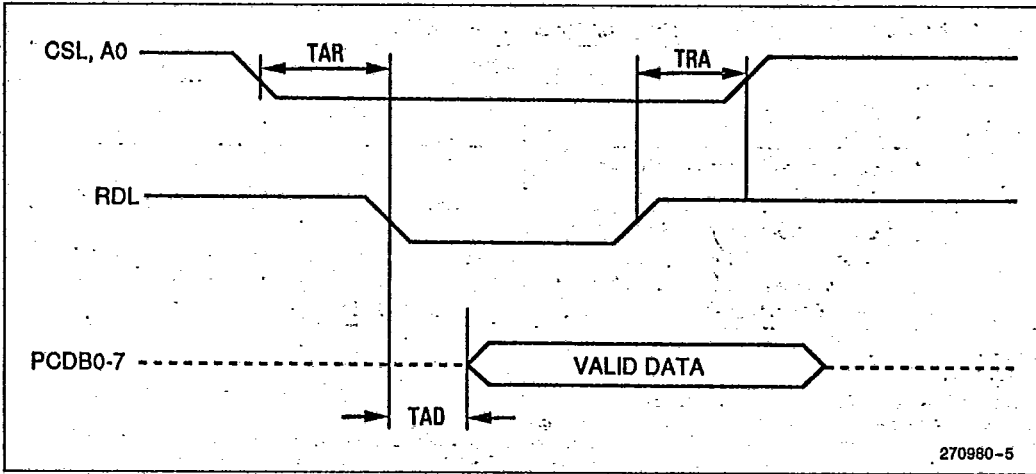 CSL, A0
TAR
TRA
RDL
PCDB0-7
VALID DATA
TAD
270980-5